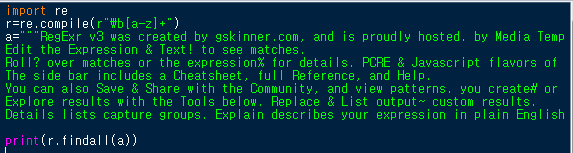 import re
r=re.compile(r"₩b[a-z]+")
a="""RegExr v3 was created by gskinner.com, and is proudly hosted. by Media Temp
Edit the Expression & Text! to see matches.
Roll? over matches or the expression% for details. PCRE & Javascript flavors of
The side bar includes a Cheatsheet, full Reference, and Help.
You can also Save & Share with the Community, and view patterns. you create# or
Explore results with the Tools below. Replace & List output~ custom results.
Details lists capture groups. Explain describes your expression in plain English
print(r.findall(a))